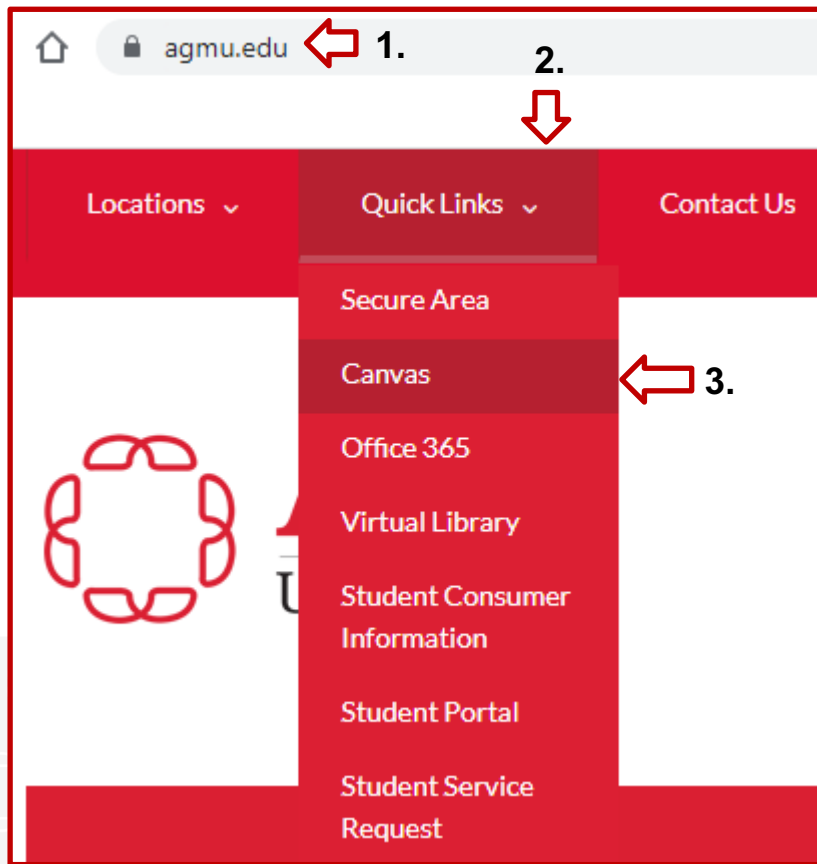 agmu.edu 1.
2.
Locations Quick Links Contact Us
Secure Area
Canvas
3.
Office 365
Virtual Library
Student Consumer
Information
Student Portal
Student Service
Request